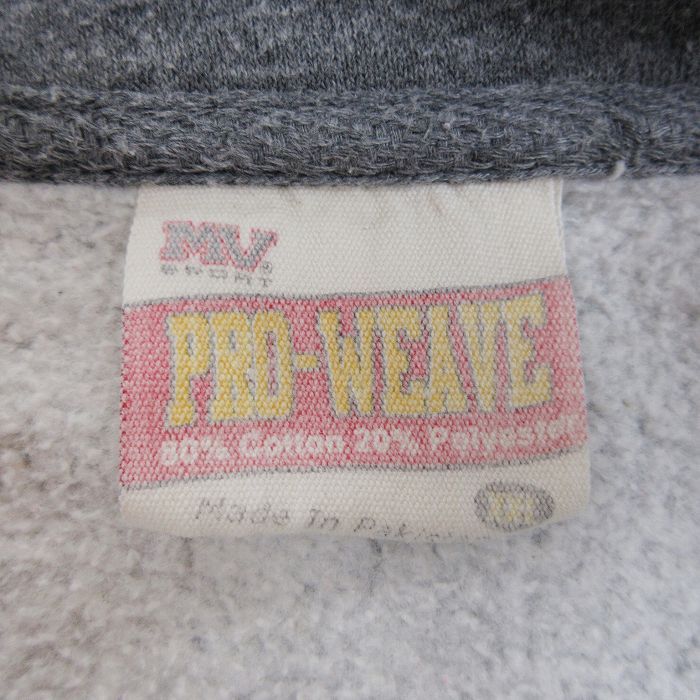 MV
SPORT
PRO-WEAVE
80% Cotton 20% Polyester
Made In